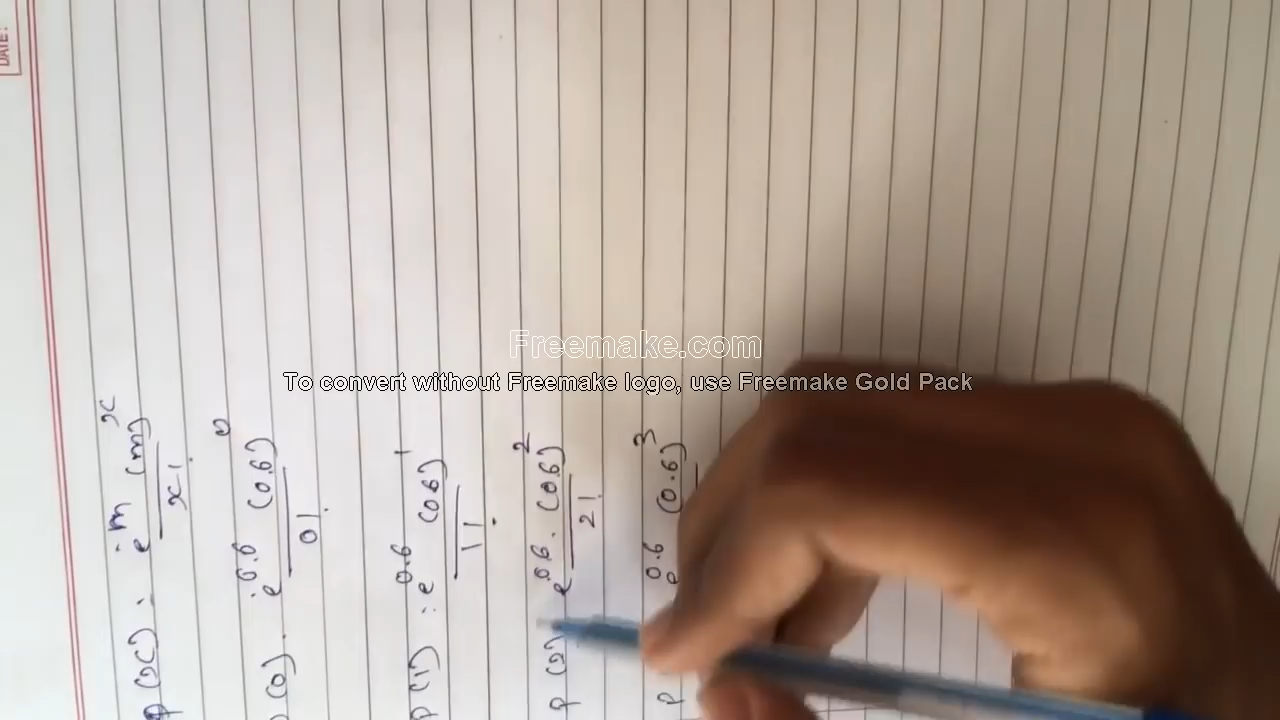 DATE:
P(x) : e^-m (m)^x / x!
P(0) : e^-0.6 (0.6)^0 / 0!
P(1) : e^0.6 (0.6)^1 / 1!
P(2) e^0.6 . (0.6)^2 / 2!
P e^0.6 (0.6)^3
Freemake.com
To convert without Freemake logo, use Freemake Gold Pack